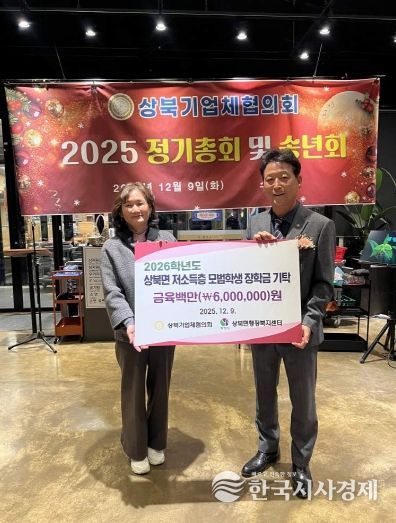 상북기업체협의회
2025 정기총회 및 송년회
12월 9일(화)
2026학년도
상북면 저소득층 모범학생 장학금 기탁
금육백만(₩6,000,000)원
2025. 12. 9.
상북기업체협의회 상북면행정복지센터
한국시사경제